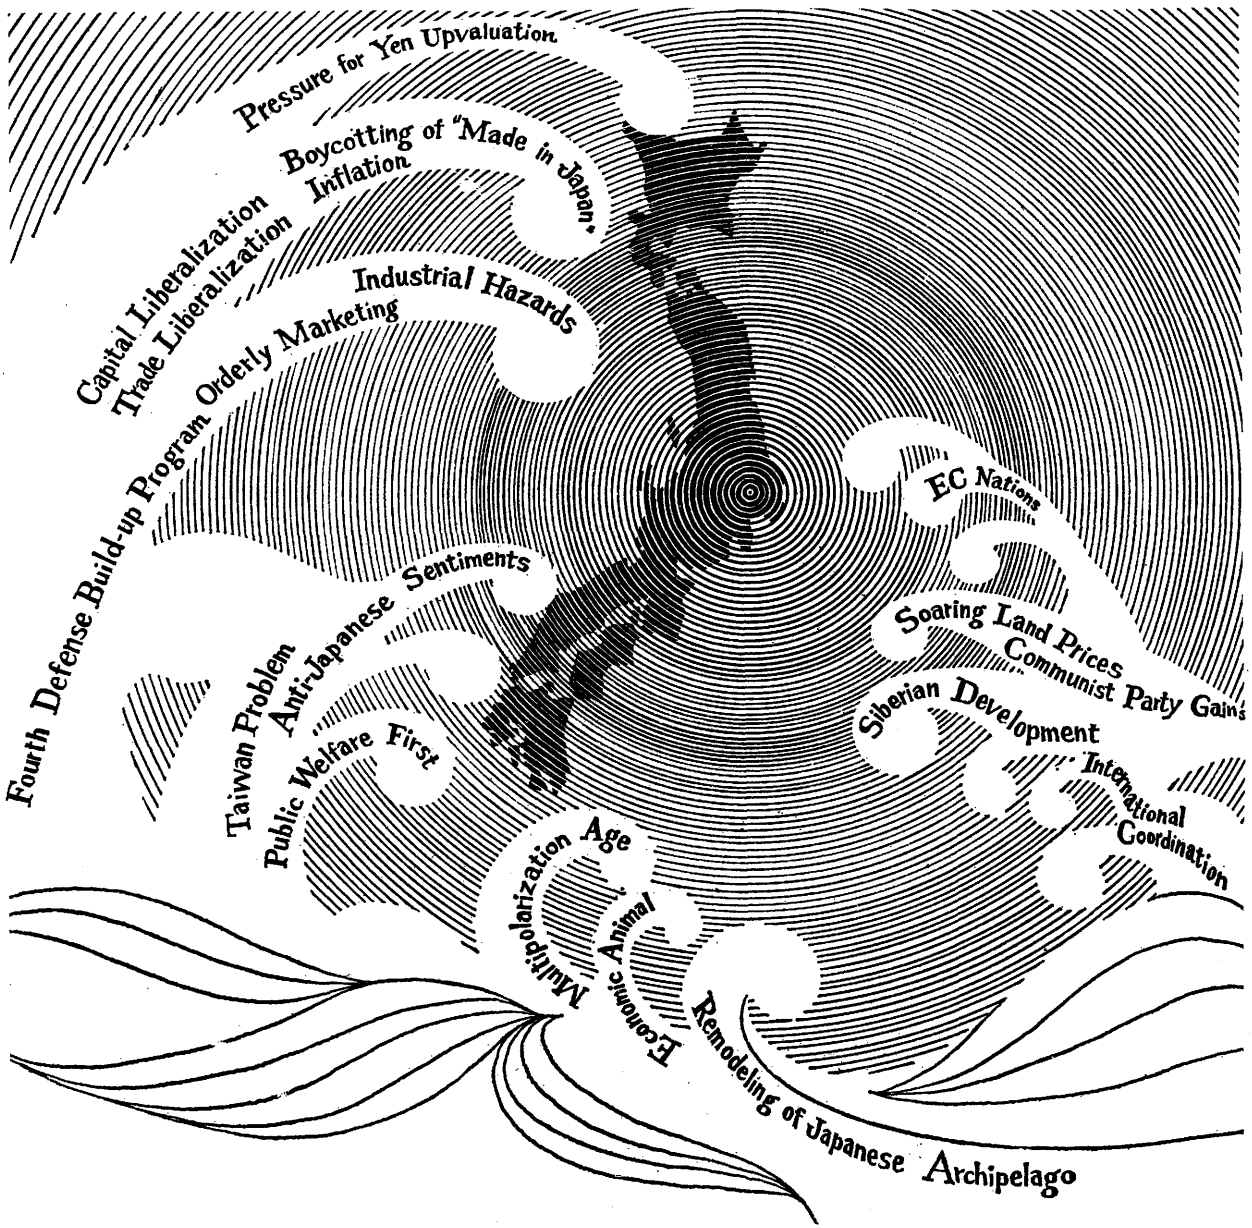 Pressure for Yen Upvaluation
Boycotting of "Made in Japan"
Inflation
Capital Liberalization
Trade Liberalization
Industrial Hazards
Orderly Marketing
Fourth Defense Build-up Program
EC Nations
Anti-Japanese Sentiments
Soaring Land Prices
Communist Party Gains
Taiwan Problem
Siberian Development
Public Welfare First
International
Coordination
Multipolarization Age
Economic Animal
Remodeling of Japanese Archipelago